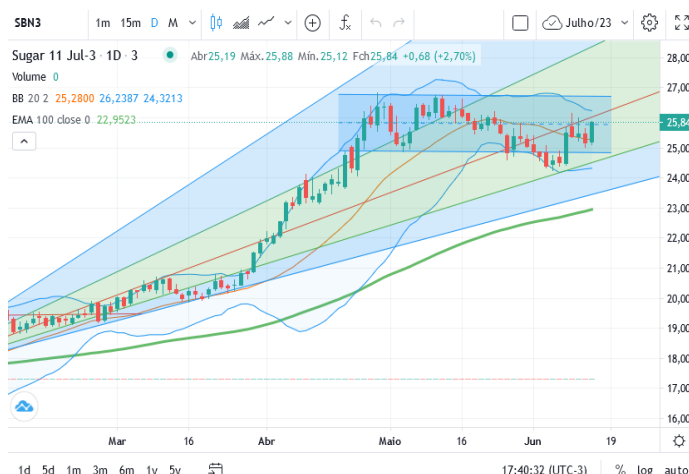 SBN3 1m 15m D M Julho/23
Sugar 11 Jul-3 · 1D · 3 Abr25,19 Máx.25,88 Mín.25,12 Fch25,84 +0,68 (+2,70%)
Volume 0
BB 20 2 25,2800 26,2387 24,3213
EMA 100 close 0 22,9523
28,00
27,00
25,84
25,00
24,00
23,00
22,00
21,00
20,00
19,00
18,00
17,00
16,00
Mar 16 Abr Maio 16 Jun 19
1d 5d 1m 3m 6m 1y 5y 17:40:32 (UTC-3) % log auto